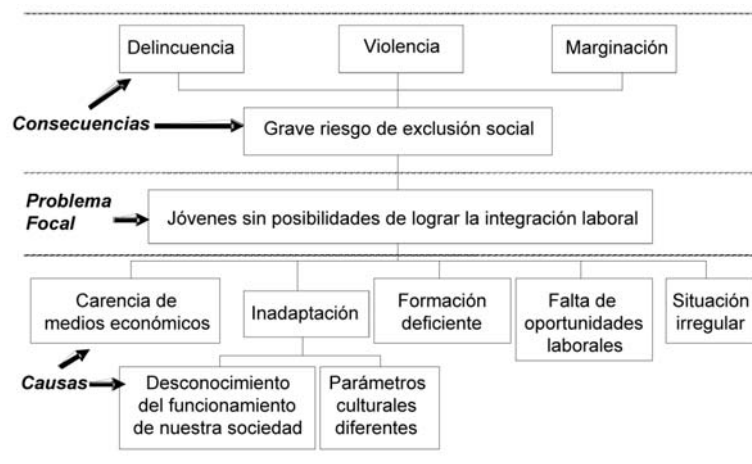 Delincuencia
Violencia
Marginación
Consecuencias
Grave riesgo de exclusión social
Problema
Focal
Jóvenes sin posibilidades de lograr la integración laboral
Carencia de
medios económicos
Inadaptación
Formación
deficiente
Falta de
oportunidades
laborales
Situación
irregular
Causas
Desconocimiento
del funcionamiento
de nuestra sociedad
Parámetros
culturales
diferentes